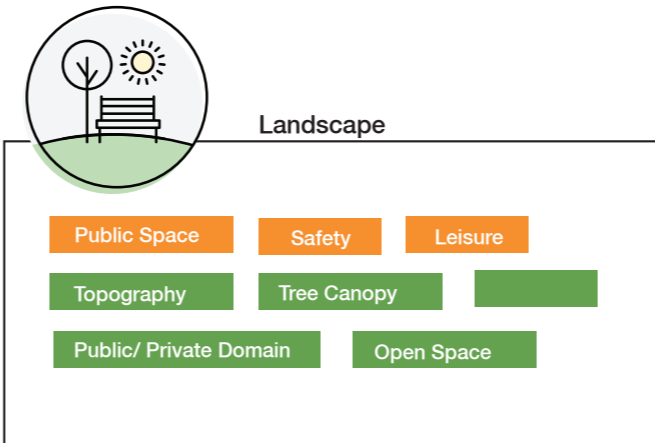 Landscape
Public Space Safety Leisure
Topography Tree Canopy
Public/ Private Domain Open Space